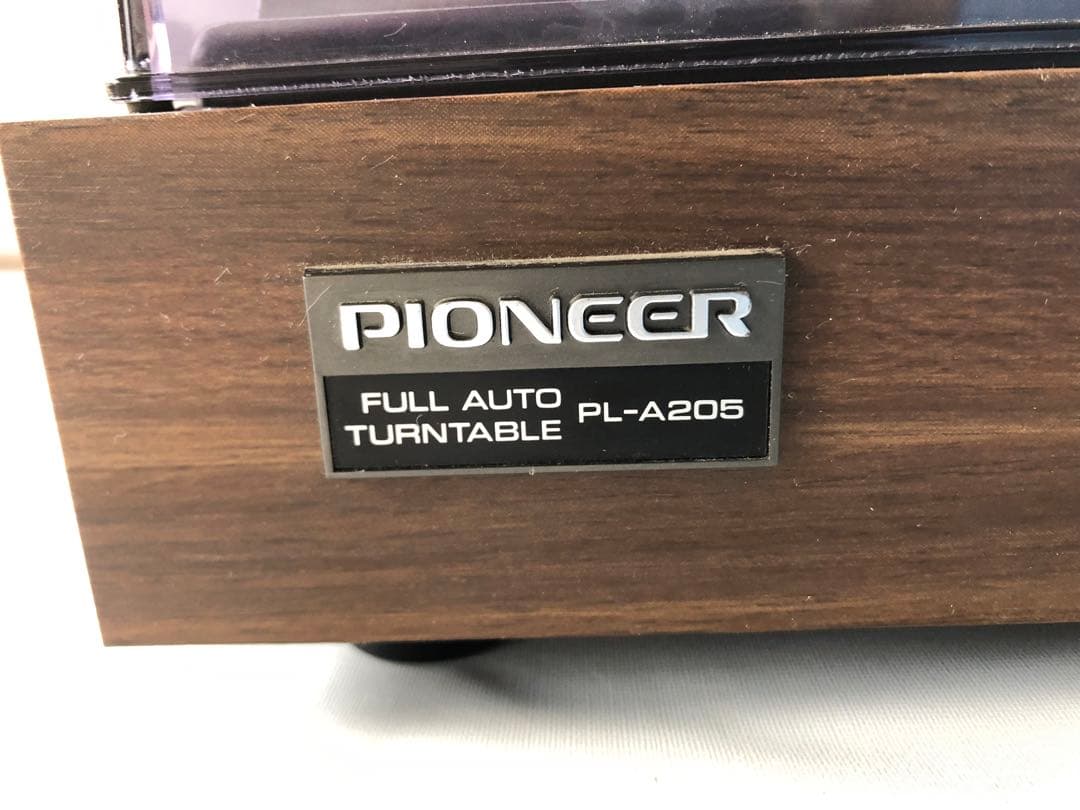 PIONEER
FULL AUTO
TURNTABLE
PL-A205